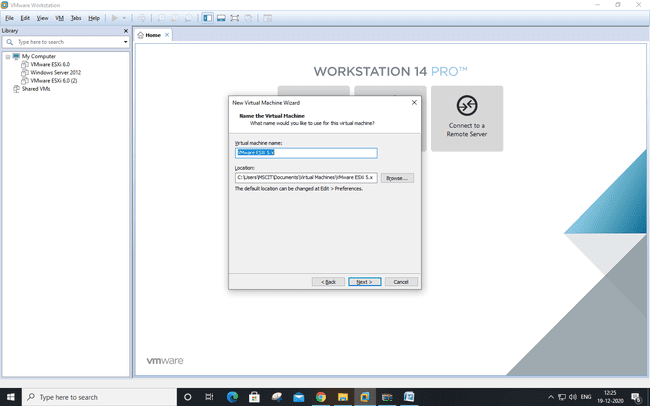 VMware Workstation
File Edit View VM Tabs Help
Library
Type here to search
My Computer
VMware ESXi 6.0
Windows Server 2012
VMware ESXi 6.0 (2)
Shared VMs
Home
WORKSTATION 14 PRO™
Connect to a
Remote Server
New Virtual Machine Wizard
Name the Virtual Machine
What name would you like to use for this virtual machine?
Virtual machine name:
VMware ESXi 5.x
Location:
C:\Users\MSCIT\Documents\Virtual Machines\VMware ESXi 5.x
Browse...
The default location can be changed at Edit > Preferences.
< Back Next > Cancel
vmware
Type here to search
ENG
12:25
19-12-2020